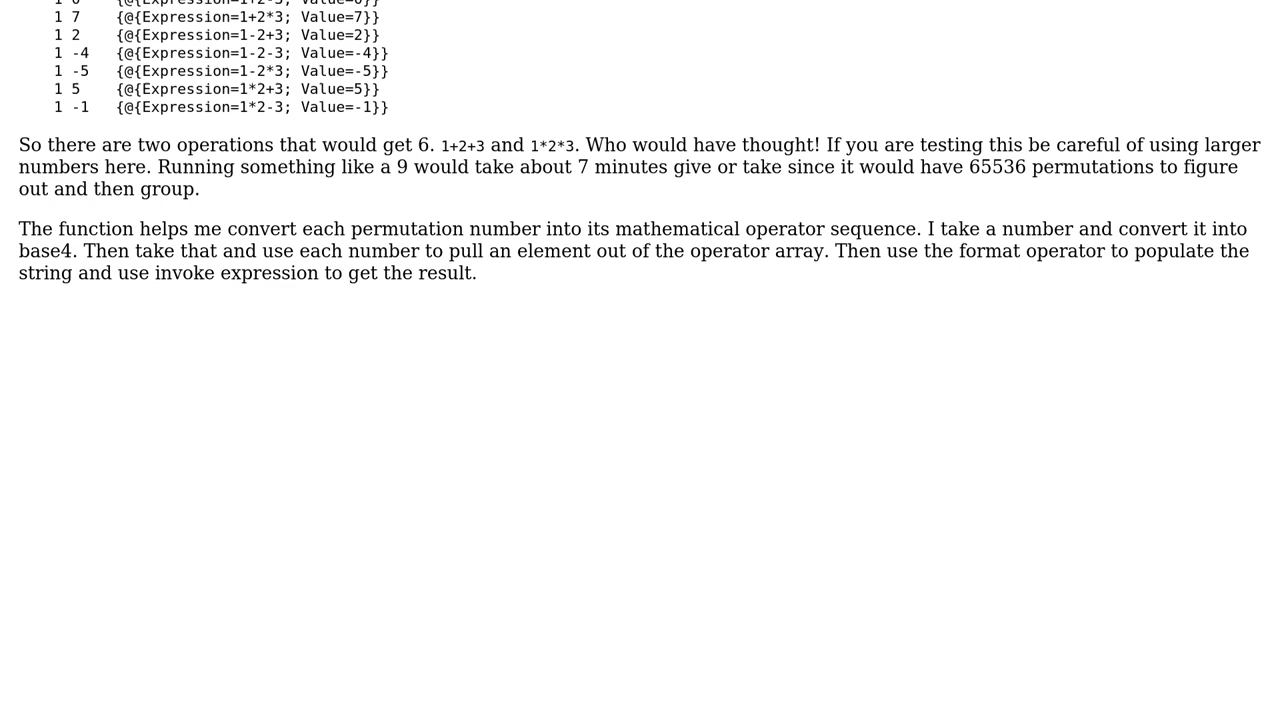 1 7    {@{Expression=1+2*3; Value=7}}
1 2    {@{Expression=1-2+3; Value=2}}
1 -4   {@{Expression=1-2-3; Value=-4}}
1 -5   {@{Expression=1-2*3; Value=-5}}
1 5    {@{Expression=1*2+3; Value=5}}
1 -1   {@{Expression=1*2-3; Value=-1}}
So there are two operations that would get 6. 1+2+3 and 1*2*3. Who would have thought! If you are testing this be careful of using larger
numbers here. Running something like a 9 would take about 7 minutes give or take since it would have 65536 permutations to figure
out and then group.
The function helps me convert each permutation number into its mathematical operator sequence. I take a number and convert it into
base4. Then take that and use each number to pull an element out of the operator array. Then use the format operator to populate the
string and use invoke expression to get the result.